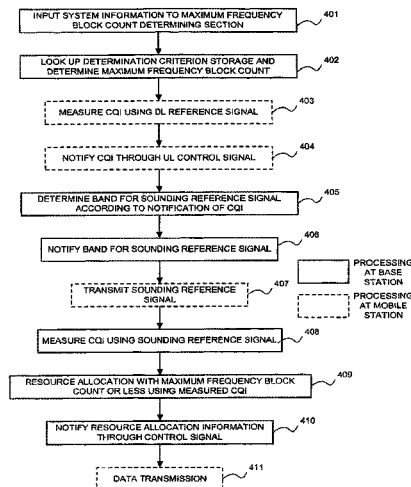 INPUT SYSTEM INFORMATION TO MAXIMUM FREQUENCY
BLOCK COUNT DETERMINING SECTION
401
LOOK UP DETERMINATION CRITERION STORAGE AND
DETERMINE MAXIMUM FREQUENCY BLOCK COUNT
402
MEASURE CQI USING DL REFERENCE SIGNAL
403
NOTIFY CQI THROUGH UL CONTROL SIGNAL
404
DETERMINE BAND FOR SOUNDING REFERENCE SIGNAL
ACCORDING TO NOTIFICATION OF CQI
405
NOTIFY BAND FOR SOUNDING REFERENCE SIGNAL
406
PROCESSING
AT BASE
STATION
TRANSMIT SOUNDING REFERENCE
SIGNAL
407
PROCESSING
AT MOBILE
STATION
MEASURE CQI USING SOUNDING REFERENCE SIGNAL
408
RESOURCE ALLOCATION WITH MAXIMUM FREQUENCY BLOCK
COUNT OR LESS USING MEASURED CQI
409
NOTIFY RESOURCE ALLOCATION INFORMATION
THROUGH CONTROL SIGNAL
410
DATA TRANSMISSION
411